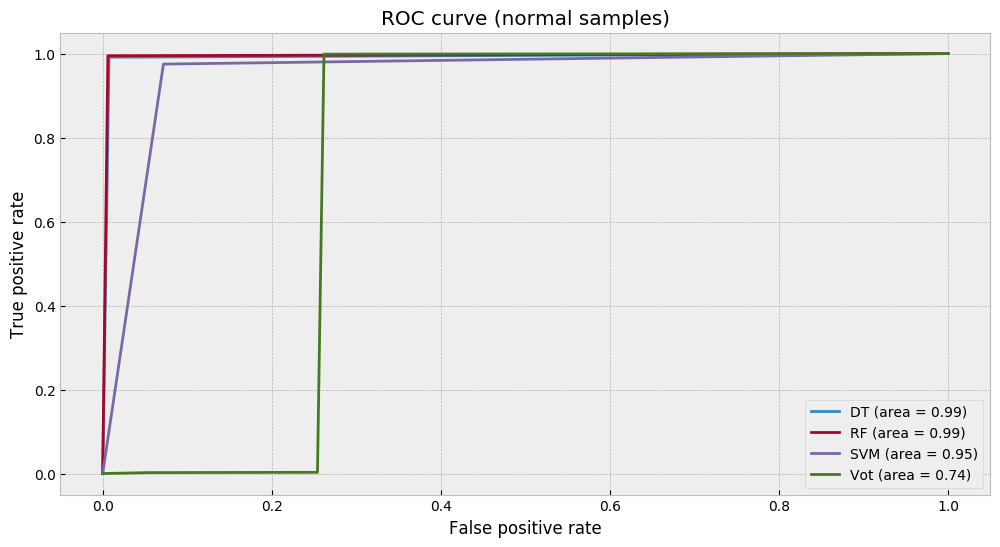 ROC curve (normal samples)
True positive rate
1.0
0.8
0.6
0.4
0.2
0.0
0.0
0.2
0.4
0.6
0.8
1.0
False positive rate
DT (area = 0.99)
RF (area = 0.99)
SVM (area = 0.95)
Vot (area = 0.74)